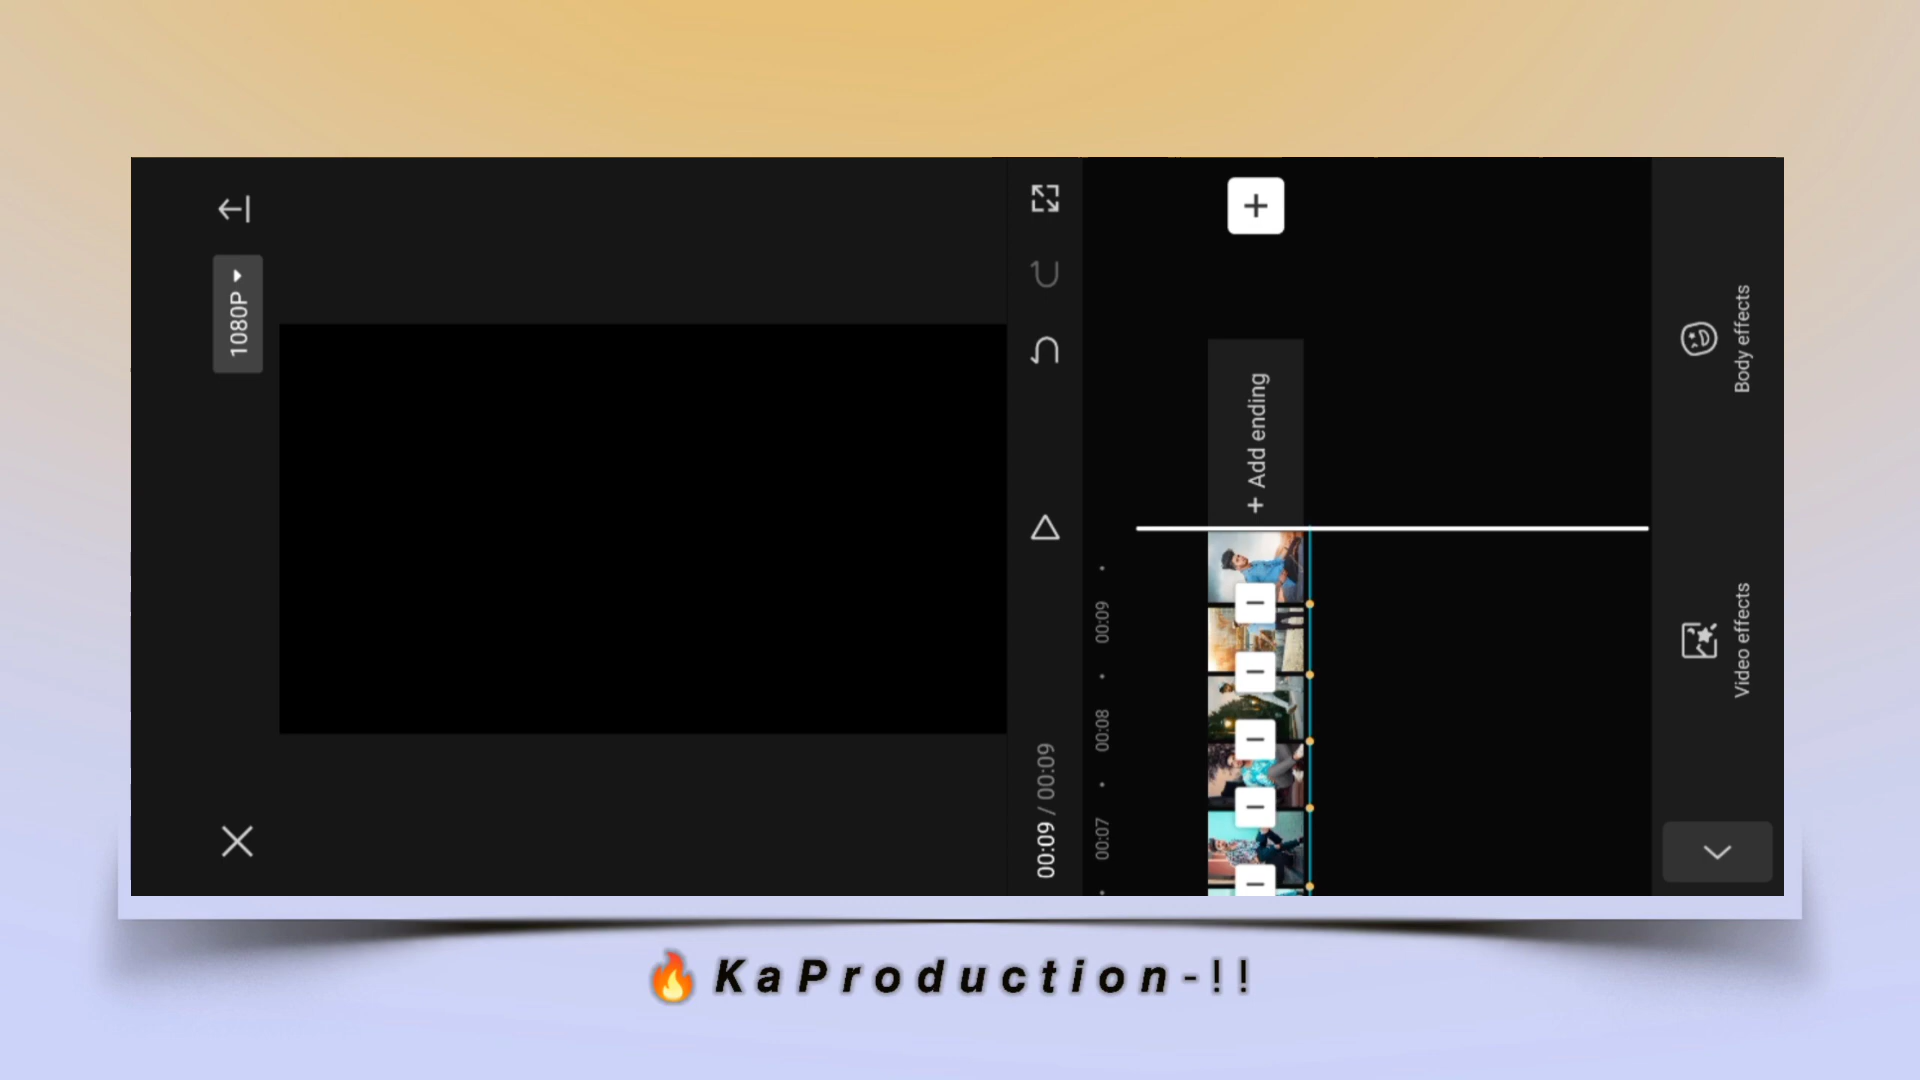 1080P
00:09 / 00:09
00:09
00:08
00:07
+ Add ending
Video effects
Body effects
🔥 KaProduction-!!